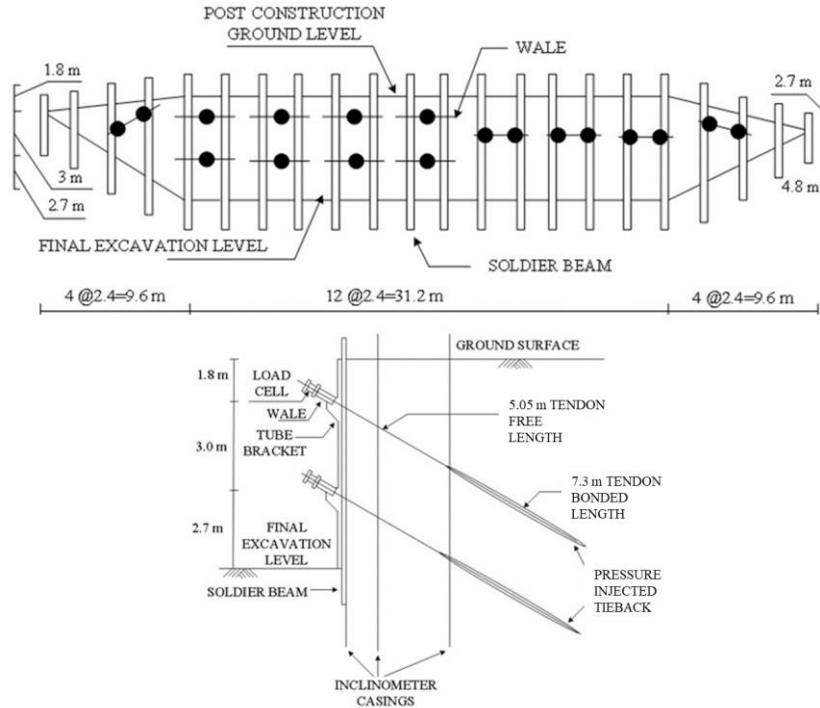 POST CONSTRUCTION
GROUND LEVEL
WALE
1.8 m
2.7 m
3 m
2.7 m
4.8 m
FINAL EXCAVATION LEVEL
SOLDIER BEAM
4 @2.4=9.6 m
12 @2.4=31.2 m
4 @2.4=9.6 m
GROUND SURFACE
1.8 m
LOAD
CELL
WALE
TUBE
BRACKET
5.05 m TENDON
FREE
LENGTH
3.0 m
7.3 m TENDON
BONDED
LENGTH
2.7 m
FINAL
EXCAVATION
LEVEL
SOLDIER BEAM
PRESSURE
INJECTED
TIEBACK
INCLINOMETER
CASINGS